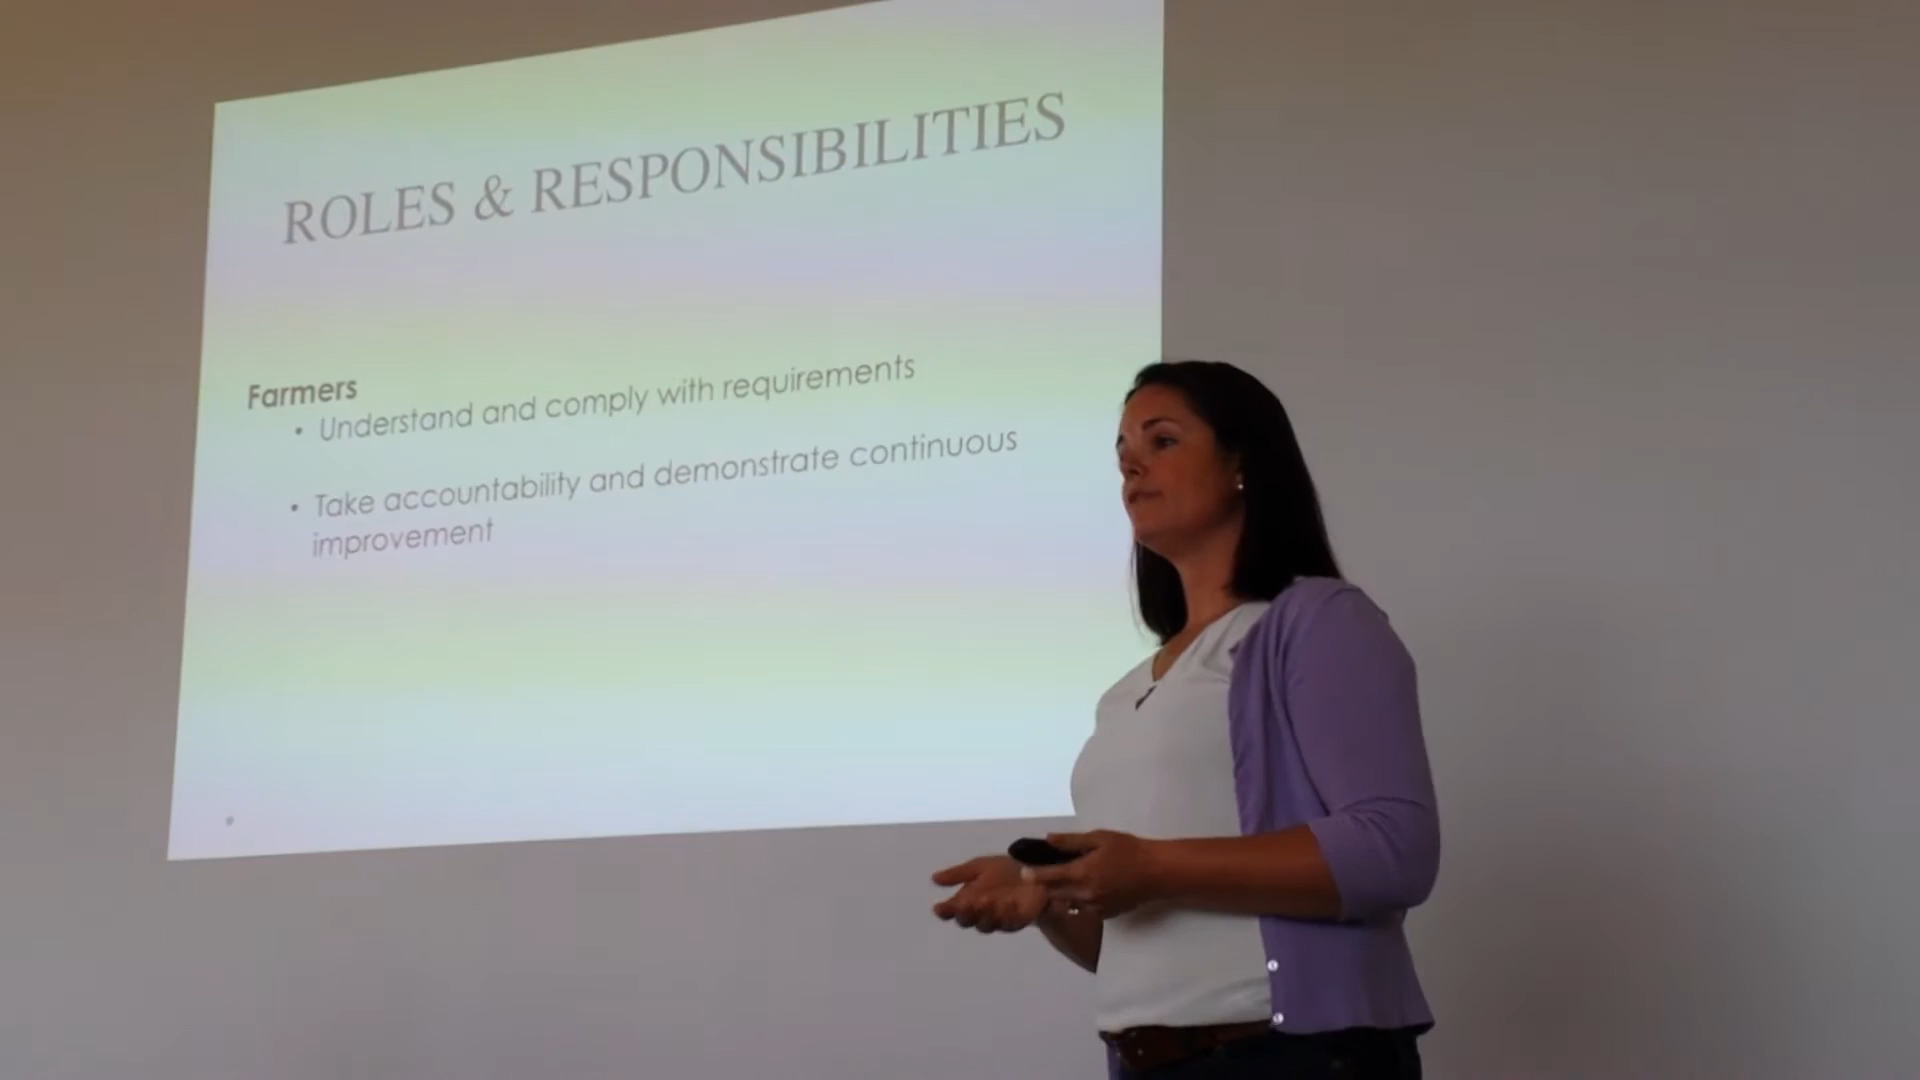 ROLES & RESPONSIBILITIES
Farmers
• Understand and comply with requirements
• Take accountability and demonstrate continuous
improvement